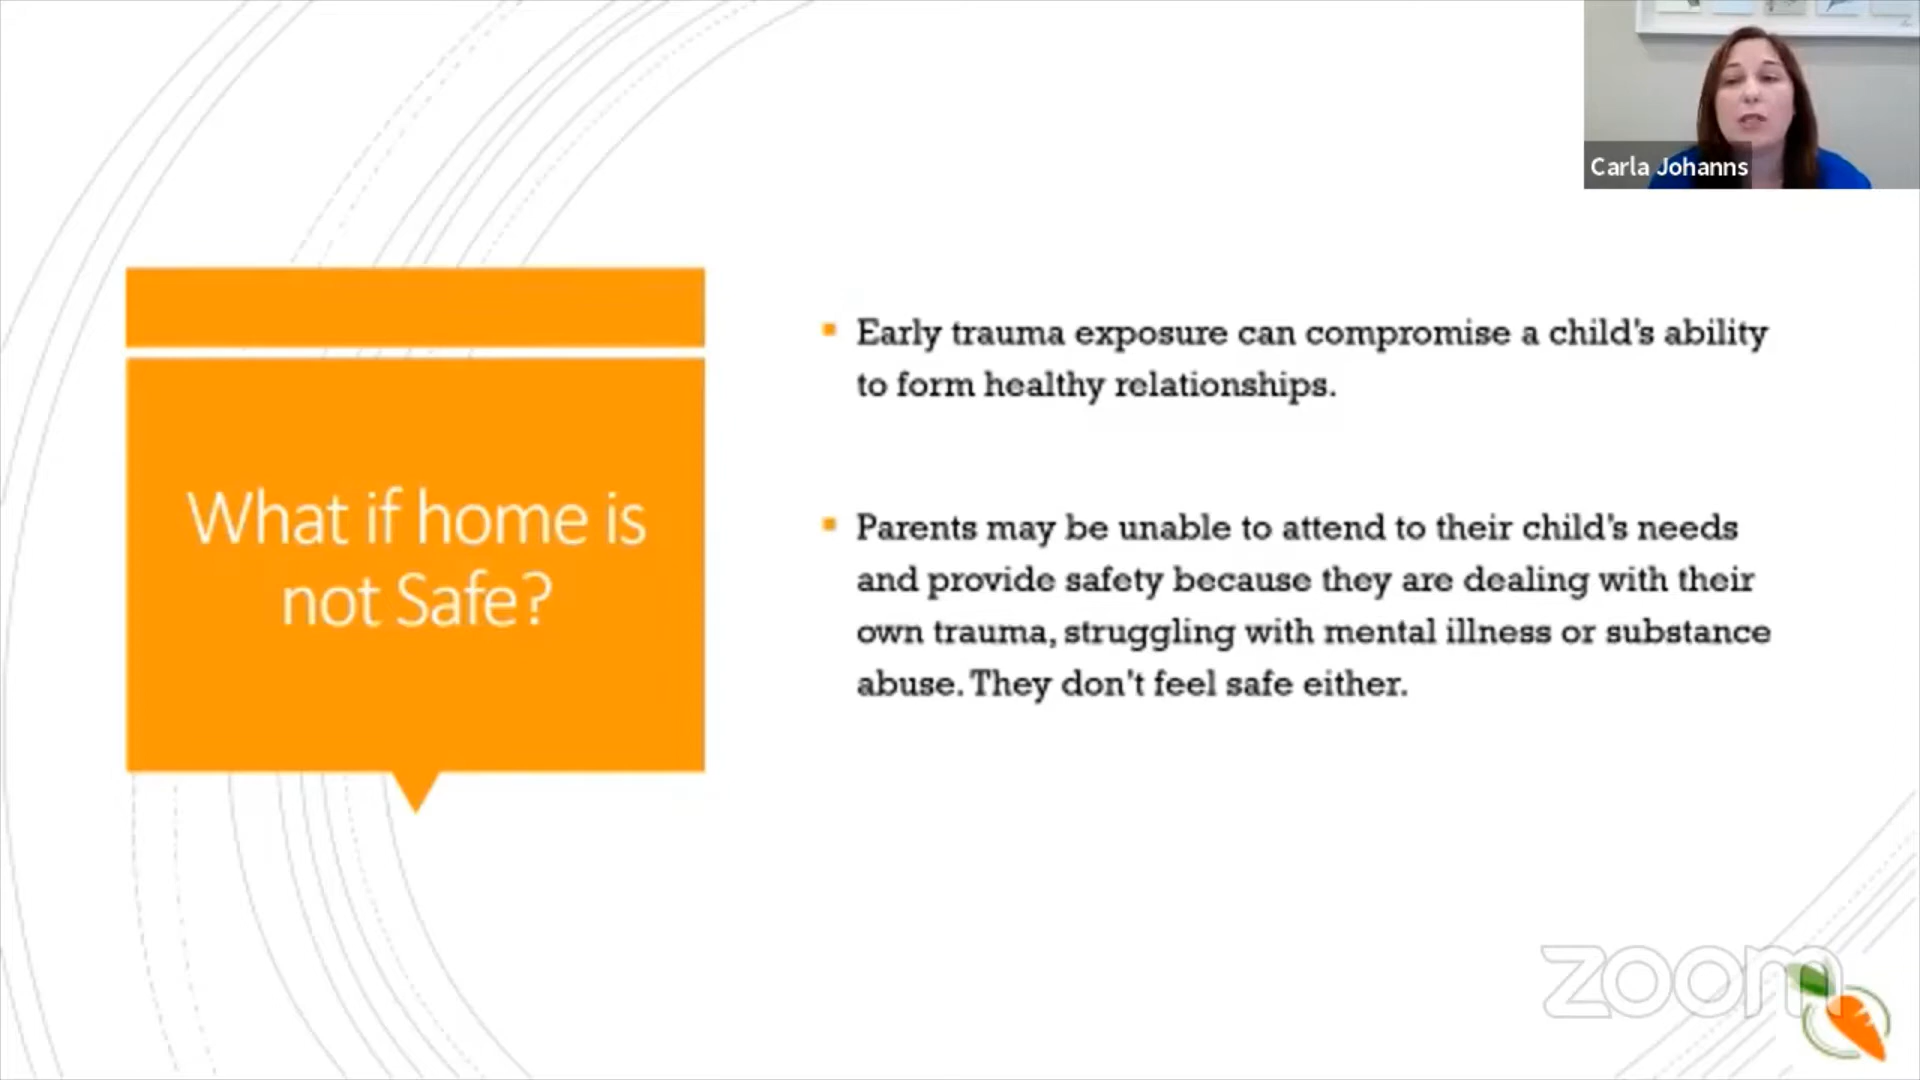 Carla Johanns
What if home is
not Safe?
Early trauma exposure can compromise a child's ability
to form healthy relationships.
Parents may be unable to attend to their child's needs
and provide safety because they are dealing with their
own trauma, struggling with mental illness or substance
abuse. They don't feel safe either.
zoom